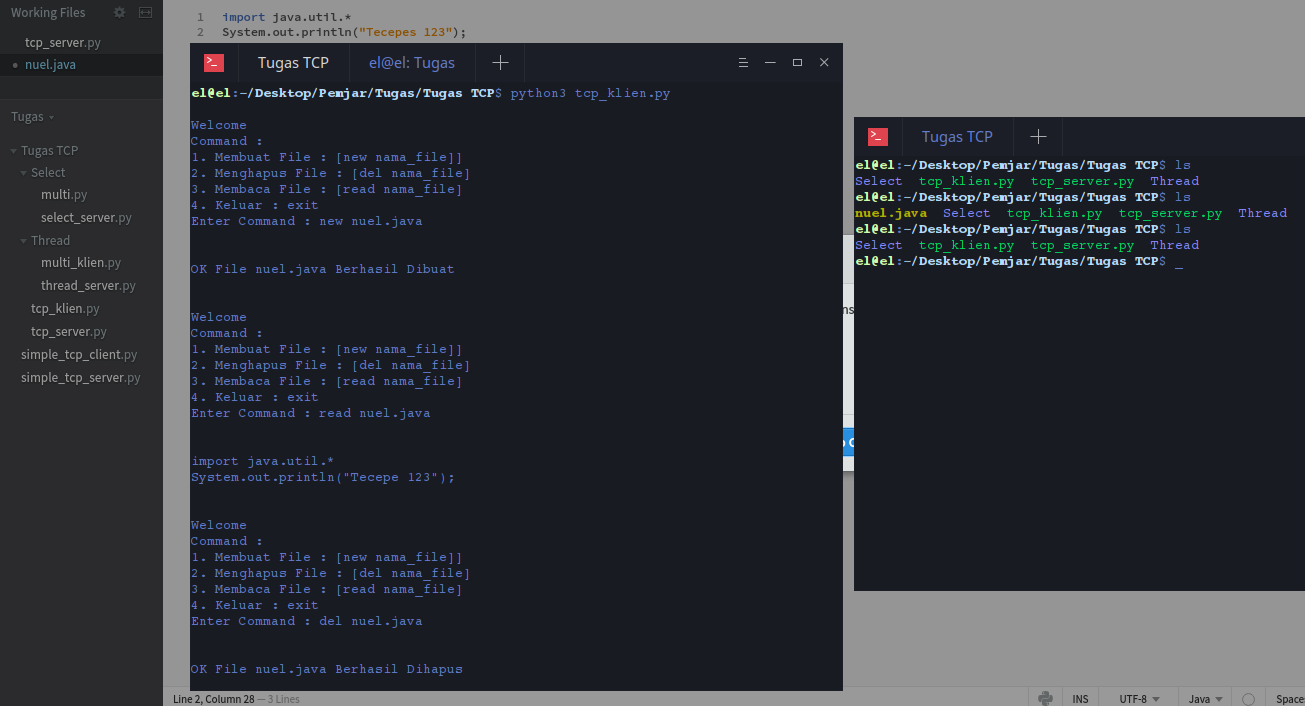 Working Files
tcp_server.py
nuel.java
Tugas
Tugas TCP
Select
multi.py
select_server.py
Thread
multi_klien.py
thread_server.py
tcp_klien.py
tcp_server.py
simple_tcp_client.py
simple_tcp_server.py
1 import java.util.*
2 System.out.println("Tecepes 123");
Tugas TCP
el@el: Tugas
el@el:~/Desktop/Pemjar/Tugas/Tugas TCP$ python3 tcp_klien.py
Welcome
Command :
1. Membuat File : [new nama_file]]
2. Menghapus File : [del nama_file]
3. Membaca File : [read nama_file]
4. Keluar : exit
Enter Command : new nuel.java
OK File nuel.java Berhasil Dibuat
Welcome
Command :
1. Membuat File : [new nama_file]]
2. Menghapus File : [del nama_file]
3. Membaca File : [read nama_file]
4. Keluar : exit
Enter Command : read nuel.java
import java.util.*
System.out.println("Tecepe 123");
Welcome
Command :
1. Membuat File : [new nama_file]]
2. Menghapus File : [del nama_file]
3. Membaca File : [read nama_file]
4. Keluar : exit
Enter Command : del nuel.java
OK File nuel.java Berhasil Dihapus
Tugas TCP
el@el:~/Desktop/Pemjar/Tugas/Tugas TCP$ ls
Select tcp_klien.py tcp_server.py Thread
el@el:~/Desktop/Pemjar/Tugas/Tugas TCP$ ls
nuel.java Select tcp_klien.py tcp_server.py Thread
el@el:~/Desktop/Pemjar/Tugas/Tugas TCP$ ls
Select tcp_klien.py tcp_server.py Thread
el@el:~/Desktop/Pemjar/Tugas/Tugas TCP$ _
Line 2, Column 28 — 3 Lines
INS
UTF-8
Java
Space